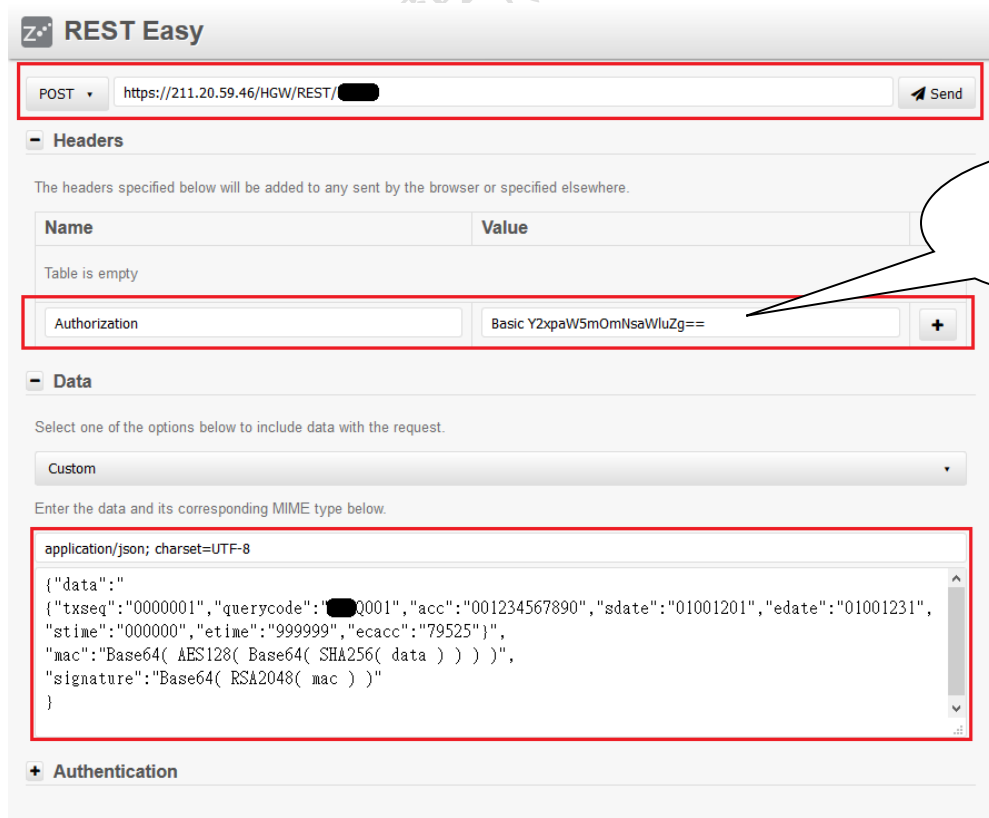 REST Easy
POST https://211.20.59.46/HGW/REST/ Send
Headers
The headers specified below will be added to any sent by the browser or specified elsewhere.
Name Value
Table is empty
Authorization Basic Y2xpaW5mOmNsaWluZg== +
Data
Select one of the options below to include data with the request.
Custom
Enter the data and its corresponding MIME type below.
application/json; charset=UTF-8
{"data":"
{"txseq":"0000001","querycode":"Q001","acc":"001234567890","sdate":"01001201","edate":"01001231",
"stime":"000000","etime":"999999","ecacc":"79525"}",
"mac":"Base64( AES128( Base64( SHA256( data ) ) ) )",
"signature":"Base64( RSA2048( mac ) )"
}
Authentication